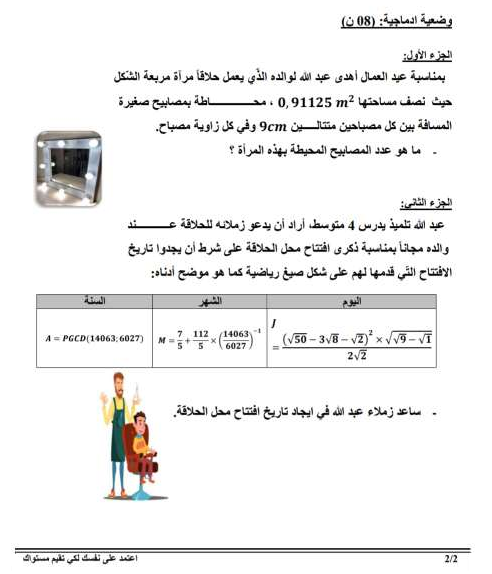 وضعية ادماجية: (08 ن)
الجزء الأول:
بمناسبة عيد العمال أهدى عبد الله لوالده الذي يعمل حلاقا مرآة مربعة الشكل
حيث نصف مساحتها 0,91125 m² ، محاطة بمصابيح صغيرة
المسافة بين كل مصباحين متتاليين 9cm وفي كل زاوية مصباح.
- ما هو عدد المصابيح المحيطة بهذه المرآة ؟
الجزء الثاني:
عبد الله تلميذ يدرس 4 متوسط، أراد أن يدعو زملائه للحلاقة عند
والده مجانا بمناسبة ذكرى افتتاح محل الحلاقة على شرط أن يجدوا تاريخ
الافتتاح التي قدمها لهم على شكل صيغ رياضية كما هو موضح أدناه:
اليوم
الشهر
السنة
J = (√50 − 3√8 − √2)² × √(√9 − √1) / 2√2
M = 7/5 + 112/5 × (14063/6027)⁻¹
A = PGCD(14063; 6027)
- ساعد زملاء عبد الله في ايجاد تاريخ افتتاح محل الحلاقة.
2/2
اعتمد على نفسك لكي تقيم مستواك